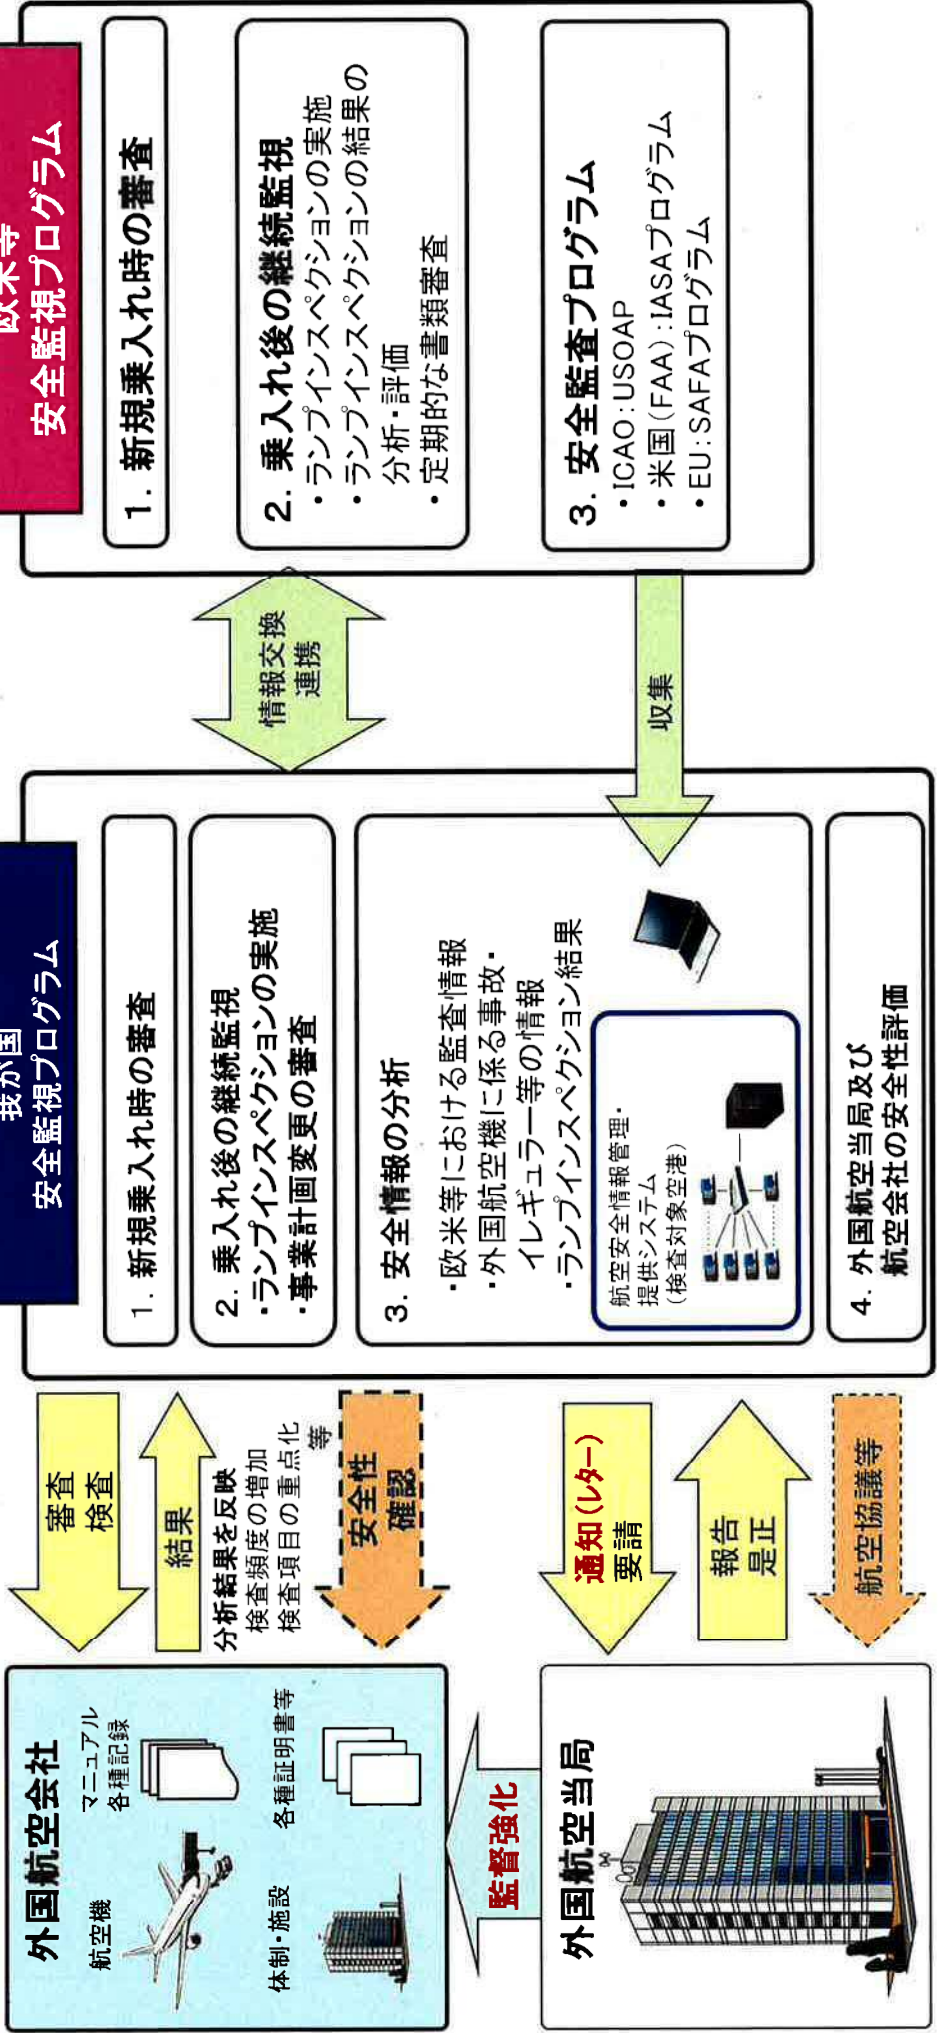 外国航空会社
航空機
マニュアル
各種記録
体制・施設
各種証明書等
監督強化
外国航空当局
審査
検査
結果
分析結果を反映
検査頻度の増加
検査項目の重点化
等
安全性
確認
通知(レター)
要請
報告
是正
航空協議等
我が国
安全監視プログラム
1. 新規乗入れ時の審査
2. 乗入れ後の継続監視
・ランプインスペクションの実施
・事業計画変更の審査
3. 安全情報の分析
・欧米等における監査情報
・外国航空機に係る事故・
イレギュラー等の情報
・ランプインスペクション結果
航空安全情報管理・
提供システム
(検査対象空港)
4. 外国航空当局及び
航空会社の安全性評価
情報交換
連携
収集
欧米等
安全監視プログラム
1. 新規乗入れ時の審査
2. 乗入れ後の継続監視
・ランプインスペクションの実施
・ランプインスペクションの結果の
分析・評価
・定期的な書類審査
3. 安全監査プログラム
・ICAO:USOAP
・米国(FAA):IASAプログラム
・EU:SAFAプログラム